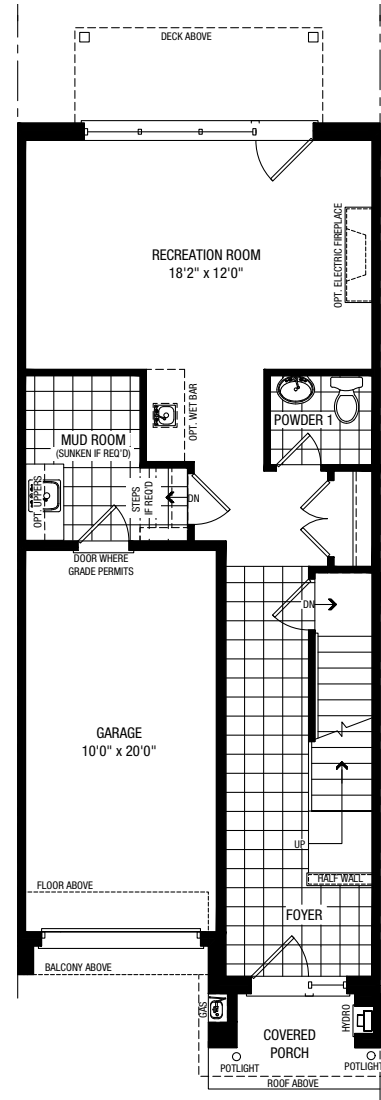 DECK ABOVE
RECREATION ROOM
18'2" x 12'0"
OPT. ELECTRIC FIREPLACE
OPT. WET BAR
POWDER 1
MUD ROOM
(SUNKEN IF REQ'D)
OPT. UPPERS
STEPS
IF REQ'D
DN
DOOR WHERE
GRADE PERMITS
DN
GARAGE
10'0" x 20'0"
UP
HALF WALL
FLOOR ABOVE
FOYER
BALCONY ABOVE
GAS
HYDRO
COVERED
PORCH
POTLIGHT
POTLIGHT
ROOF ABOVE